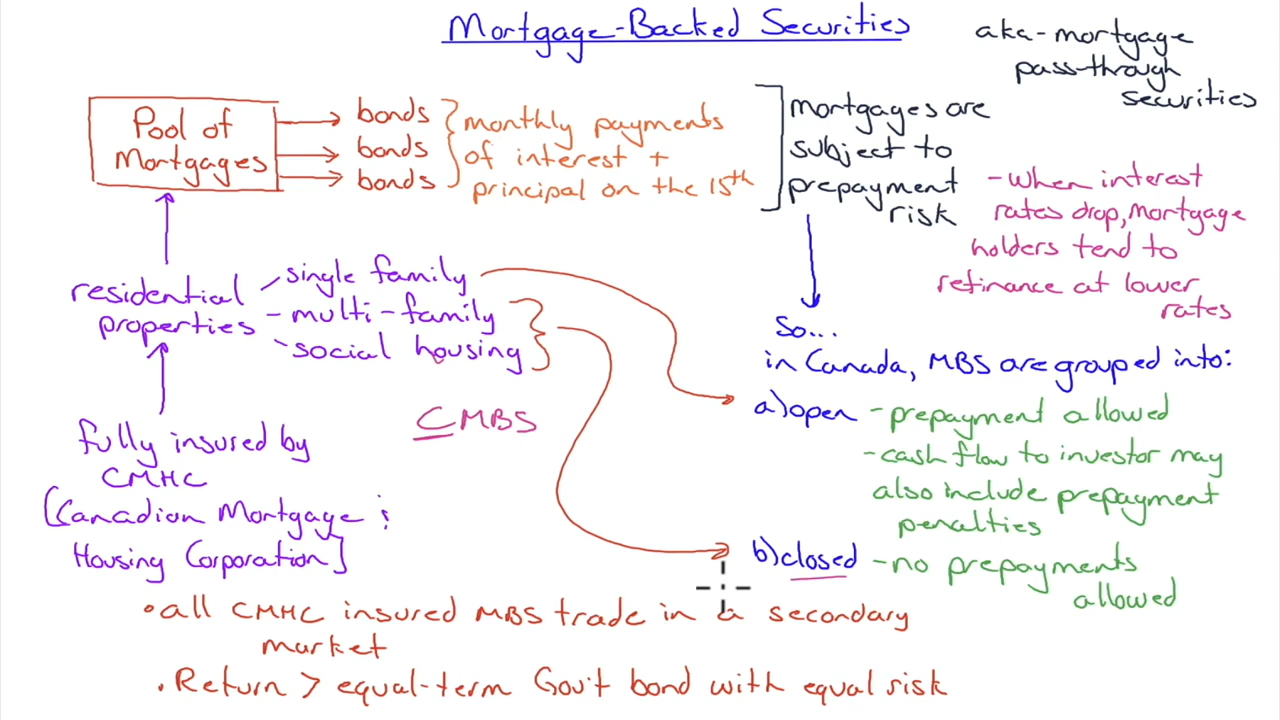 Mortgage-Backed Securities
aka-mortgage
pass-through
securities
Pool of
Mortgages
bonds
bonds
bonds
monthly payments
of interest +
principal on the 15th
mortgages are
subject to
prepayment
risk
-when interest
rates drop, mortgage
holders tend to
refinance at lower
rates
residential
properties
-single family
-multi-family
-social housing
fully insured by
CMHC
(Canadian Mortgage &
Housing Corporation]
CMBS
so...
in Canada, MBS are grouped into:
a) open -prepayment allowed
-cash flow to investor may
also include prepayment
penalties
b) closed -no prepayments
allowed
• all CMHC insured MBS trade in a secondary
market
• Return > equal-term Gov't bond with equal risk